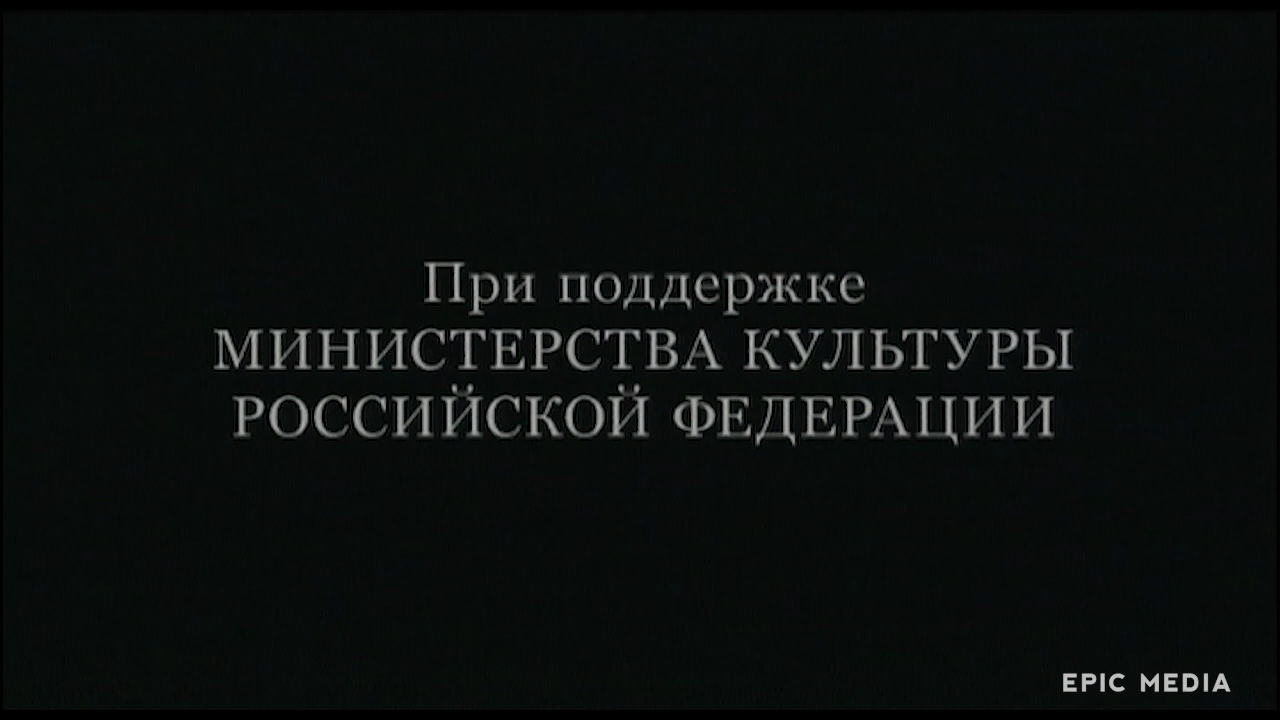 При поддержке
МИНИСТЕРСТВА КУЛЬТУРЫ
РОССИЙСКОЙ ФЕДЕРАЦИИ
EPIC MEDIA